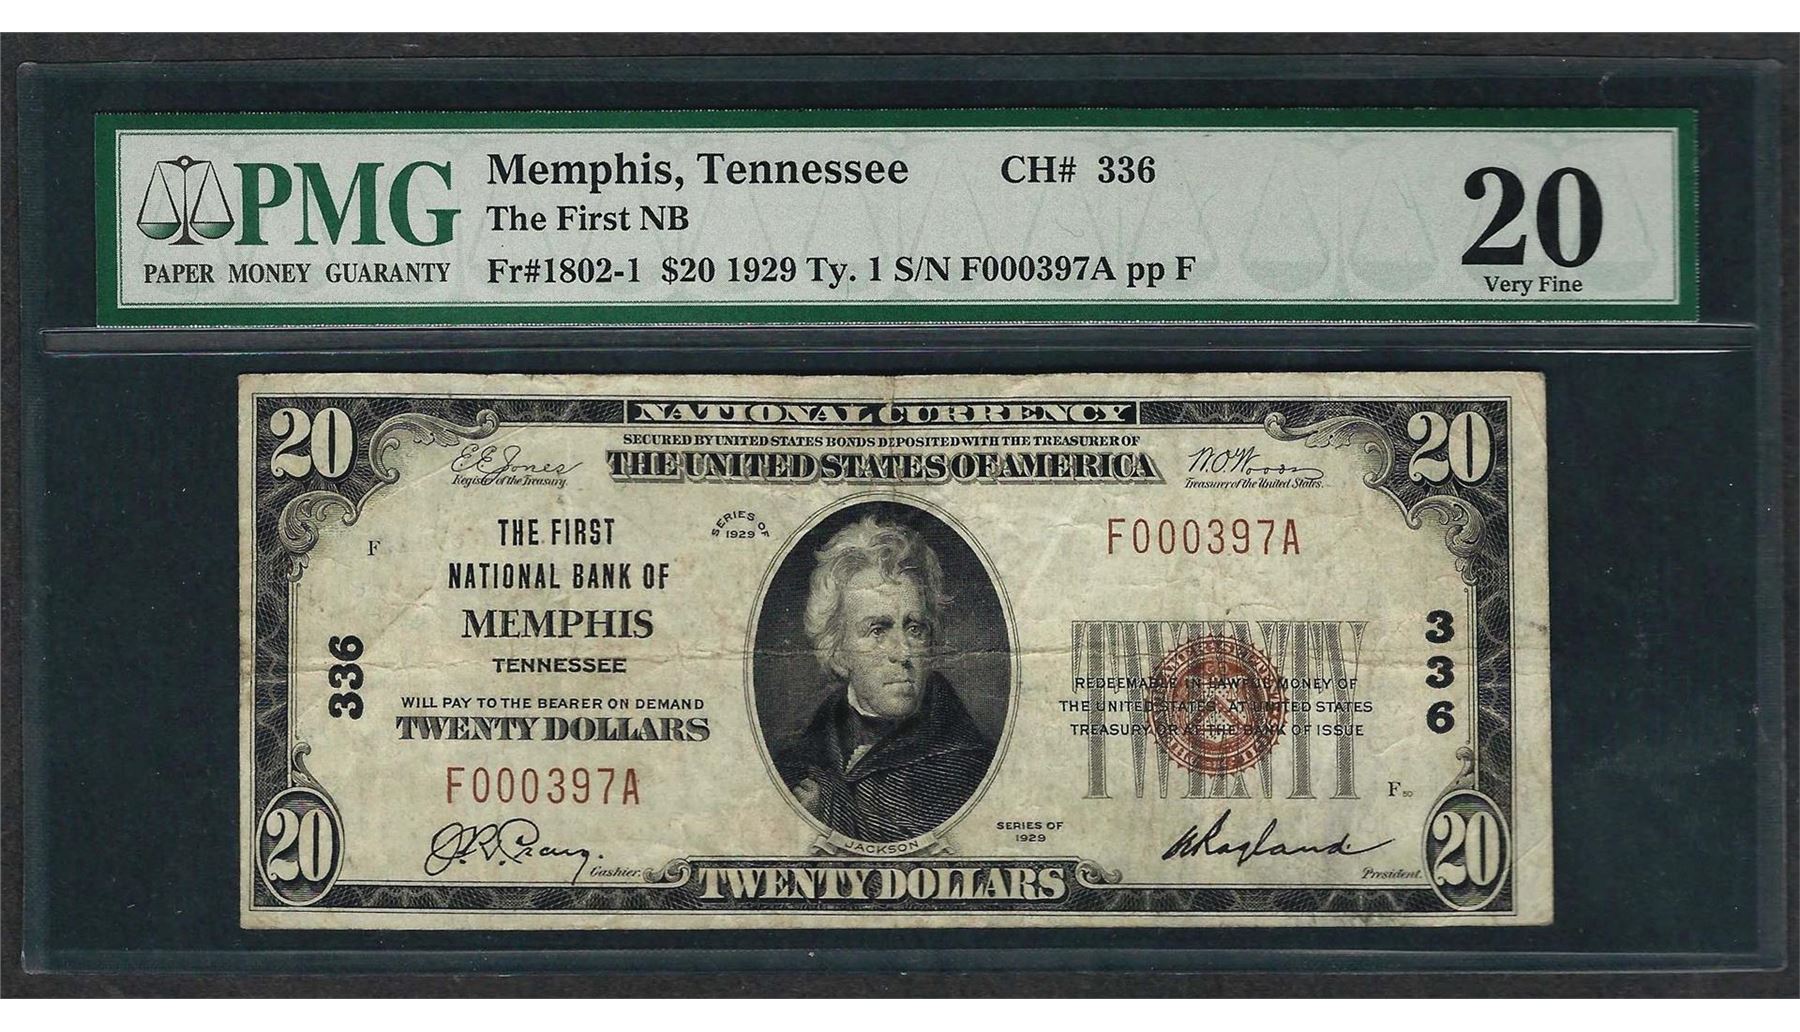 PMG
PAPER MONEY GUARANTY
Memphis, Tennessee CH# 336
The First NB
Fr#1802-1 $20 1929 Ty. 1 S/N F000397A pp F
20
Very Fine
20
NATIONAL CURRENCY
20
SECURED BY UNITED STATES BONDS DEPOSITED WITH THE TREASURER OF
THE UNITED STATES OF AMERICA
E.E. Jones
Register of the Treasury.
W.O. Woods
Treasurer of the United States.
THE FIRST
NATIONAL BANK OF
MEMPHIS
TENNESSEE
SERIES OF
1929
F000397A
F
336
336
WILL PAY TO THE BEARER ON DEMAND
TWENTY DOLLARS
F000397A
TWENTY
REDEEMABLE IN LAWFUL MONEY OF
THE UNITED STATES, AT UNITED STATES
TREASURY OR AT THE BANK OF ISSUE
F 50
SERIES OF
1929
JACKSON
Cashier.
President.
20
TWENTY DOLLARS
20